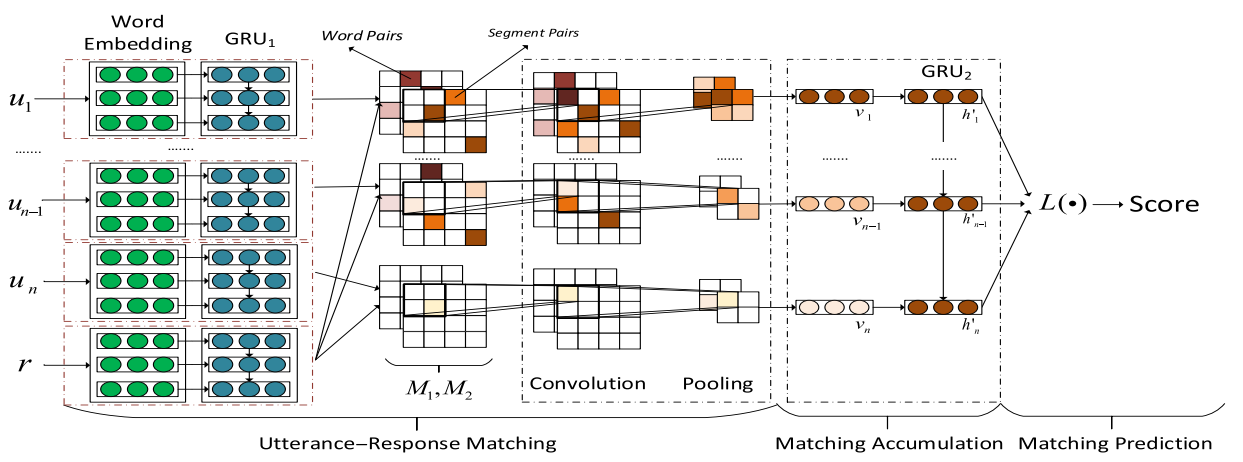 Word Embedding
GRU₁
Word Pairs
Segment Pairs
GRU₂
u₁
v₁
h'₁
.......
.......
.......
.......
.......
.......
.......
uₙ₋₁
vₙ₋₁
h'ₙ₋₁
L(•)
Score
uₙ
vₙ
h'ₙ
r
M₁, M₂
Convolution
Pooling
Utterance–Response Matching
Matching Accumulation
Matching Prediction